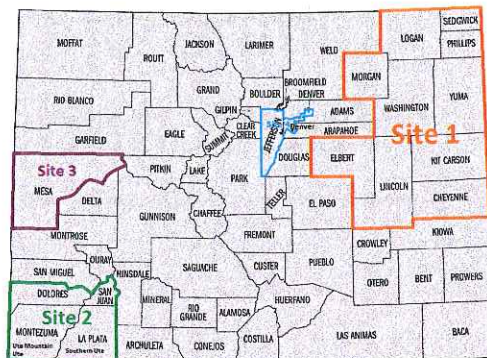 MOFFAT
ROUTT
JACKSON
LARIMER
WELD
LOGAN
SEDGWICK
PHILLIPS
MORGAN
RIO BLANCO
GRAND
BOULDER
BROOMFIELD
DENVER
WASHINGTON
YUMA
GILPIN
ADAMS
GARFIELD
EAGLE
SUMMIT
CLEAR
CREEK
JEFFERSON
Denver
ARAPAHOE
Site 1
DOUGLAS
ELBERT
KIT CARSON
Site 3
PITKIN
LAKE
PARK
MESA
DELTA
TELLER
LINCOLN
CHEYENNE
GUNNISON
CHAFFEE
EL PASO
MONTROSE
FREMONT
CROWLEY
KIOWA
OURAY
SAN MIGUEL
HINSDALE
SAGUACHE
CUSTER
PUEBLO
OTERO
BENT
PROWERS
DOLORES
SAN
JUAN
Site 2
MINERAL
RIO
GRANDE
ALAMOSA
HUERFANO
MONTEZUMA
Ute Mountain
Ute
LA PLATA
Southern-Ute
ARCHULETA
CONEJOS
COSTILLA
LAS ANIMAS
BACA